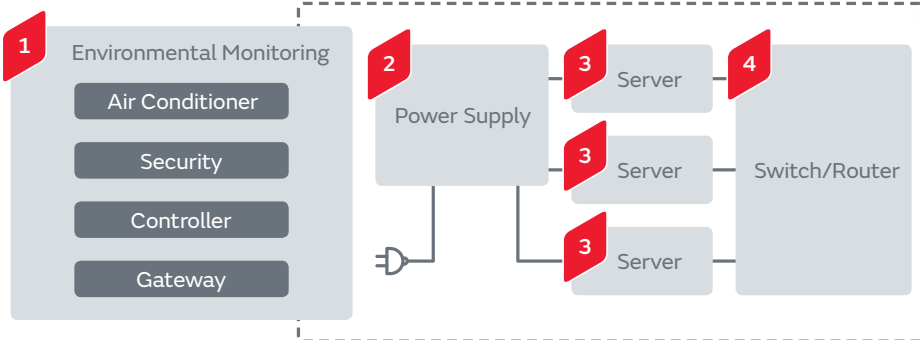 1
Environmental Monitoring
Air Conditioner
Security
Controller
Gateway
2
Power Supply
3
Server
3
Server
3
Server
4
Switch/Router